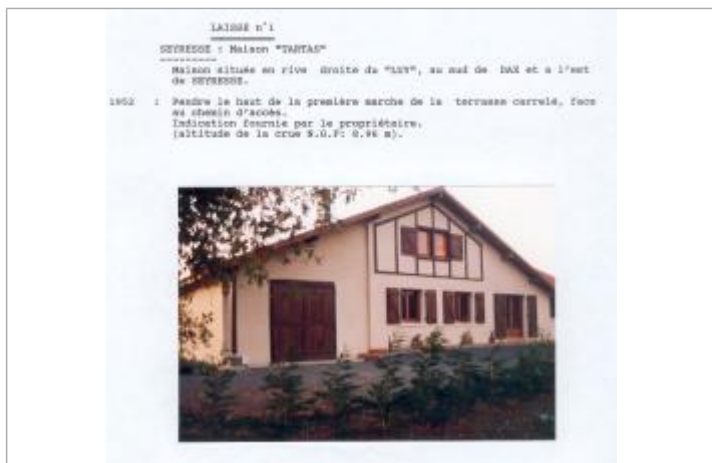 LAISSE n°1
SEYRESSE : Maison "TARTAS"
Maison située en rive droite du "LUY", au sud de DAX et a l'est
de SEYRESSE.
1952 : Pendre le haut de la première marche de la terrasse carrelé, face
au chemin d'accès.
Indication fournie par le propriétaire.
(altitude de la crue N.G.F: 8.96 m).